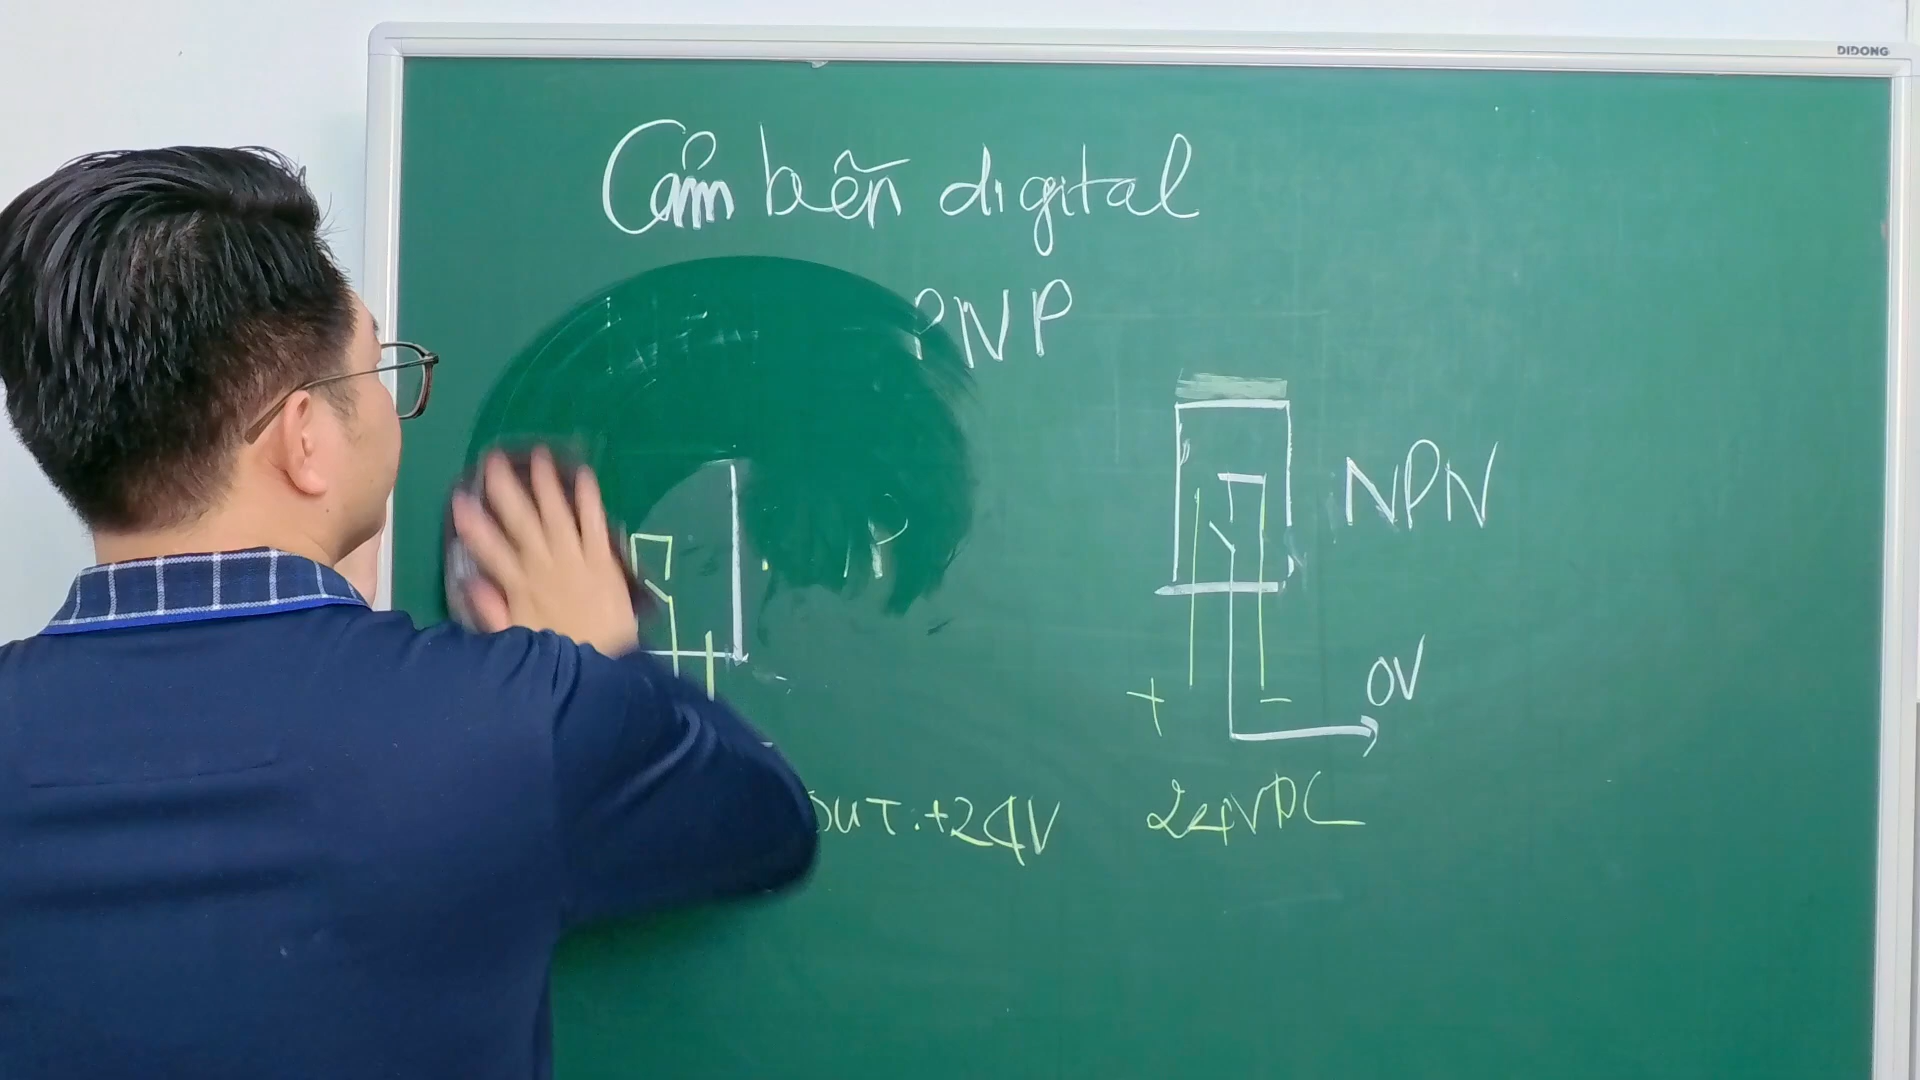 DIDONG
Cảm biến digital
PNP
NPN
P
0V
+ −
OUT: +24V
24VDC